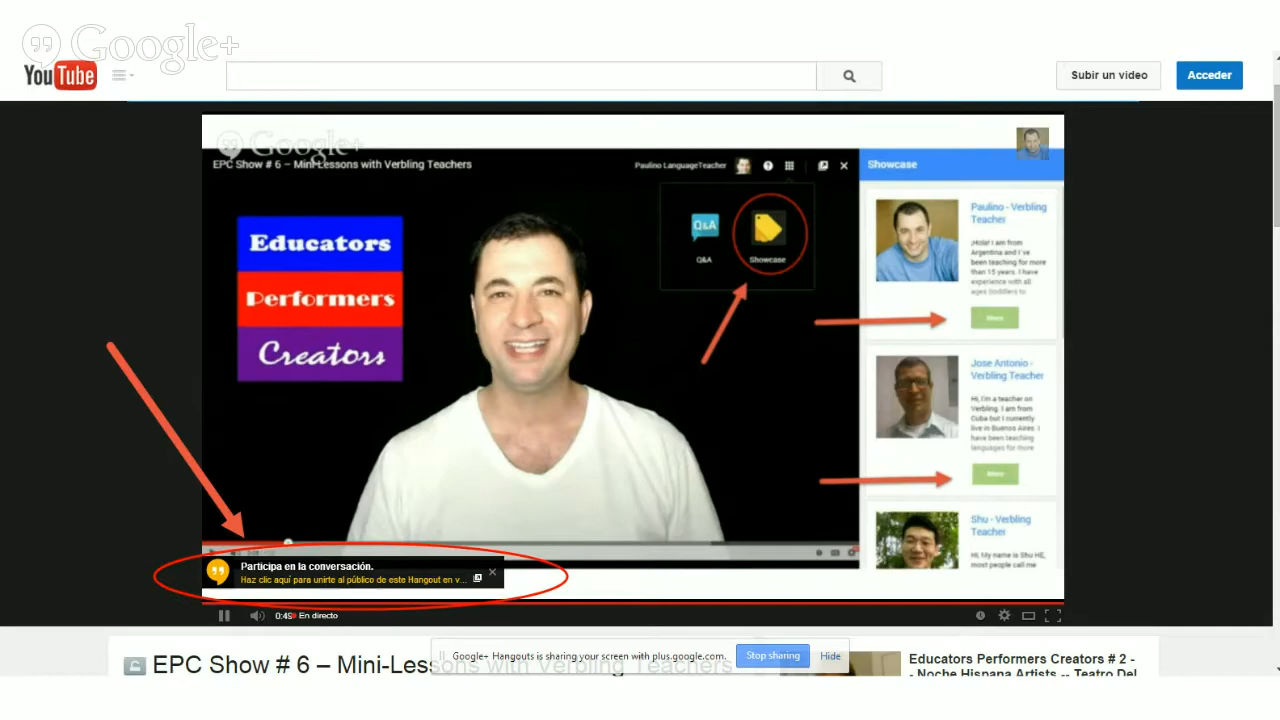 Google+
YouTube
Subir un video
Acceder
Google+
EPC Show # 6 – Mini-Lessons with Verbling Teachers
Paulino LanguageTeacher
Showcase
Educators
Performers
Creators
Q&A
Q&A
Showcase
Paulino - Verbling
Teacher
¡Hola! I am from
Argentina and I've
been teaching for more
than 15 years. I have
experience with all
ages (toddlers to
Jose Antonio -
Verbling Teacher
Hi, I'm a teacher on
Verbling. I am from
Cuba but I currently
live in Buenos Aires. I
have been teaching
languages for more
Shu - Verbling
Teacher
Hi, My name is Shu HE,
most people call me
Participa en la conversación.
Haz clic aquí para unirte al público de este Hangout en v...
0:49 En directo
EPC Show # 6 – Mini-Lessons with Verbling Teachers
Google+ Hangouts is sharing your screen with plus.google.com.
Stop sharing
Hide
Educators Performers Creators # 2 -
- Noche Hispana Artists -- Teatro Del